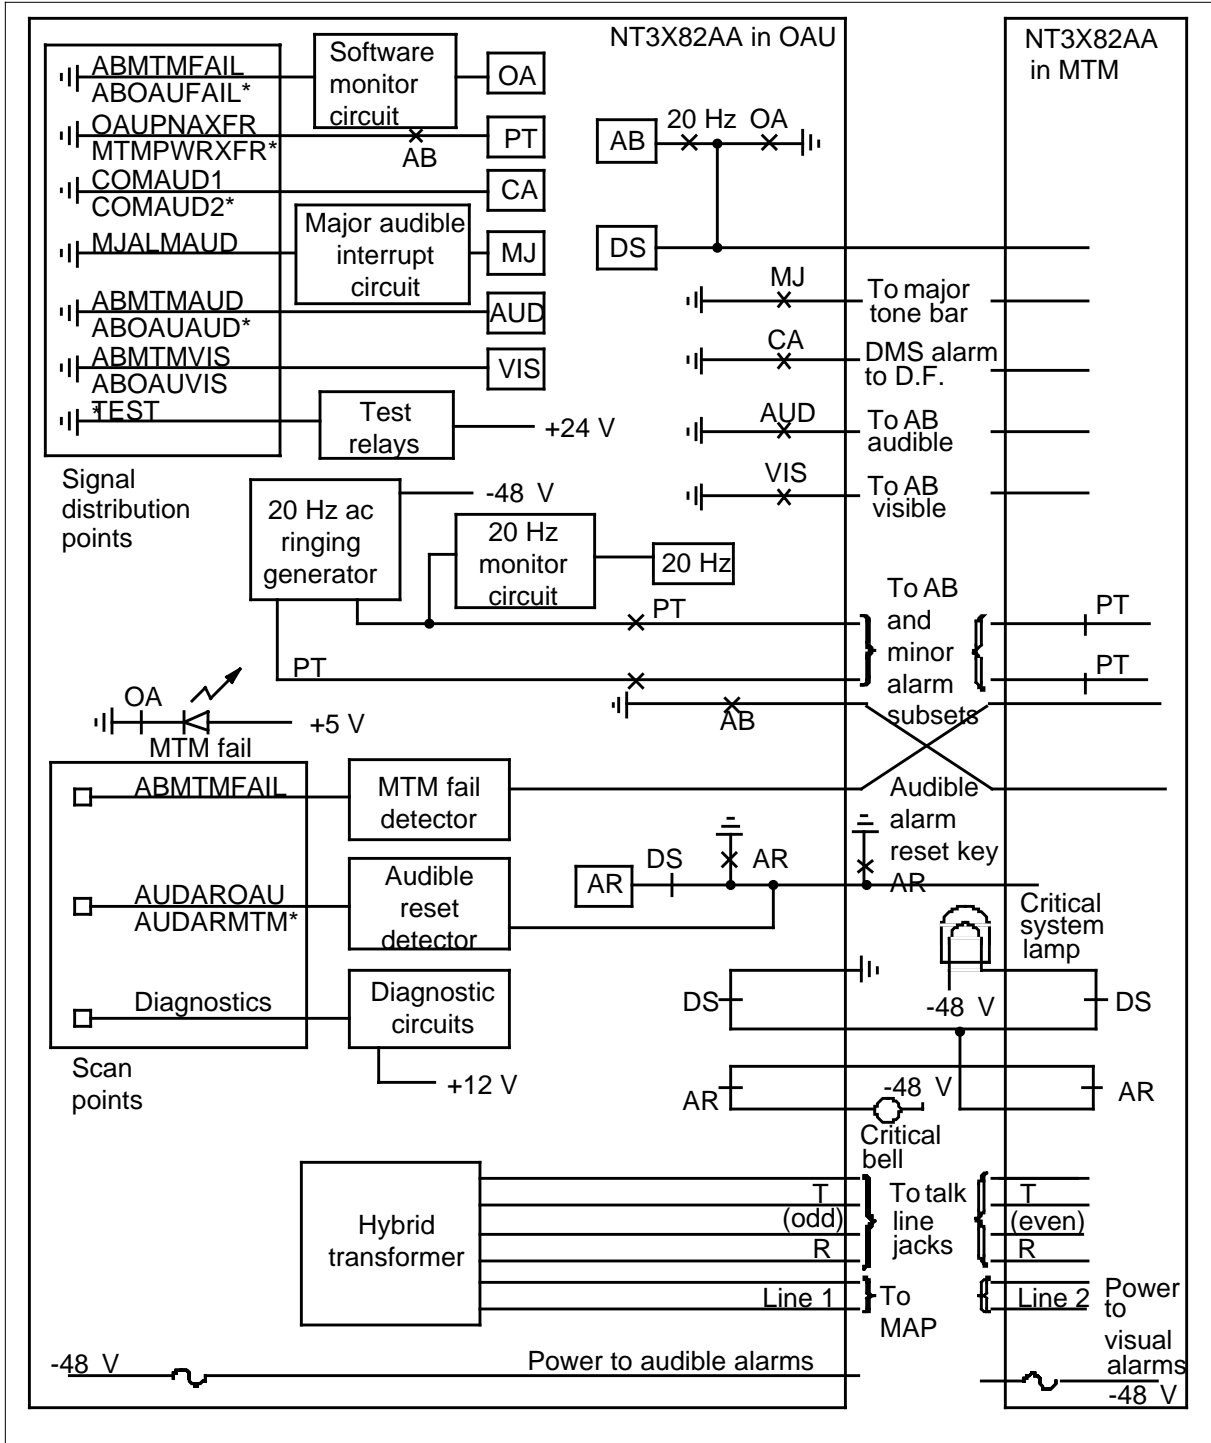 NT3X82AA in OAU
NT3X82AA
in MTM
ABMTMFAIL
ABOAUFAIL*
Software
monitor
circuit
OA
OAUPNAXFR
MTMPWRXFR*
AB
PT
COMAUD1
COMAUD2*
CA
MJALMAUD
Major audible
interrupt
circuit
MJ
ABMTMAUD
ABOAUAUD*
AUD
ABMTMVIS
ABOAUVIS
VIS
*TEST
Test
relays
+24 V
Signal
distribution
points
AB
20 Hz
OA
DS
MJ
To major
tone bar
CA
DMS alarm
to D.F.
AUD
To AB
audible
VIS
To AB
visible
20 Hz ac
ringing
generator
-48 V
20 Hz
monitor
circuit
20 Hz
PT
PT
To AB
and
minor
alarm
subsets
PT
PT
OA
+5 V
MTM fail
AB
ABMTMFAIL
MTM fail
detector
Audible
alarm
reset key
AR
AUDAROAU
AUDARMTM*
Audible
reset
detector
AR
DS
AR
Critical
system
lamp
Diagnostics
Diagnostic
circuits
+12 V
Scan
points
DS
-48 V
DS
AR
-48 V
AR
Critical
bell
Hybrid
transformer
T
(odd)
R
To talk
line
jacks
T
(even)
R
Line 1
To
MAP
Line 2
Power
to
visual
alarms
-48 V
-48 V
Power to audible alarms